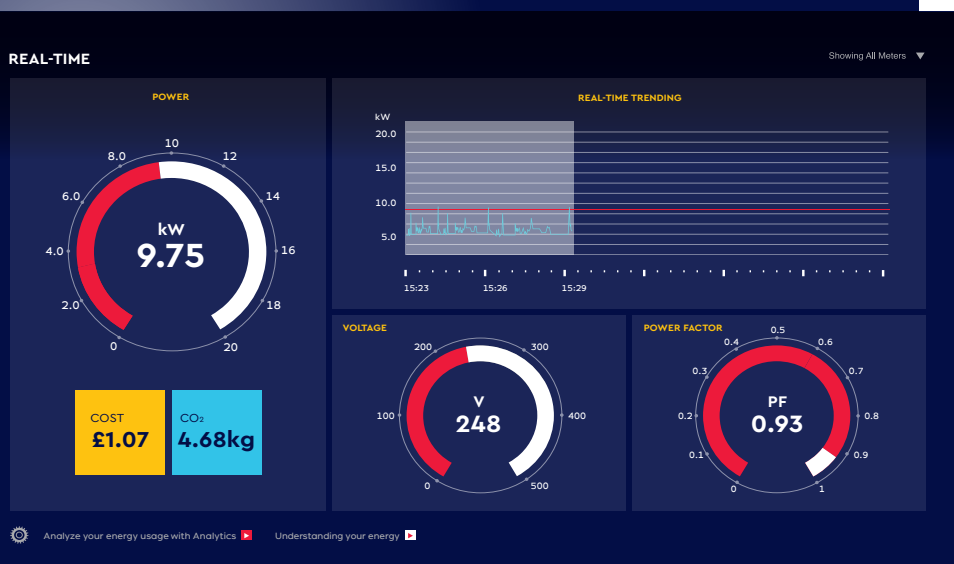 REAL-TIME
Showing All Meters
POWER
10
8.0
12
6.0
14
4.0
16
2.0
18
0
20
kW
9.75
COST
£1.07
CO₂
4.68kg
REAL-TIME TRENDING
kW
20.0
15.0
10.0
5.0
15:23
15:26
15:29
VOLTAGE
200
300
100
400
0
500
V
248
POWER FACTOR
0.5
0.4
0.6
0.3
0.7
0.2
0.8
0.1
0.9
0
1
PF
0.93
Analyze your energy usage with Analytics
Understanding your energy